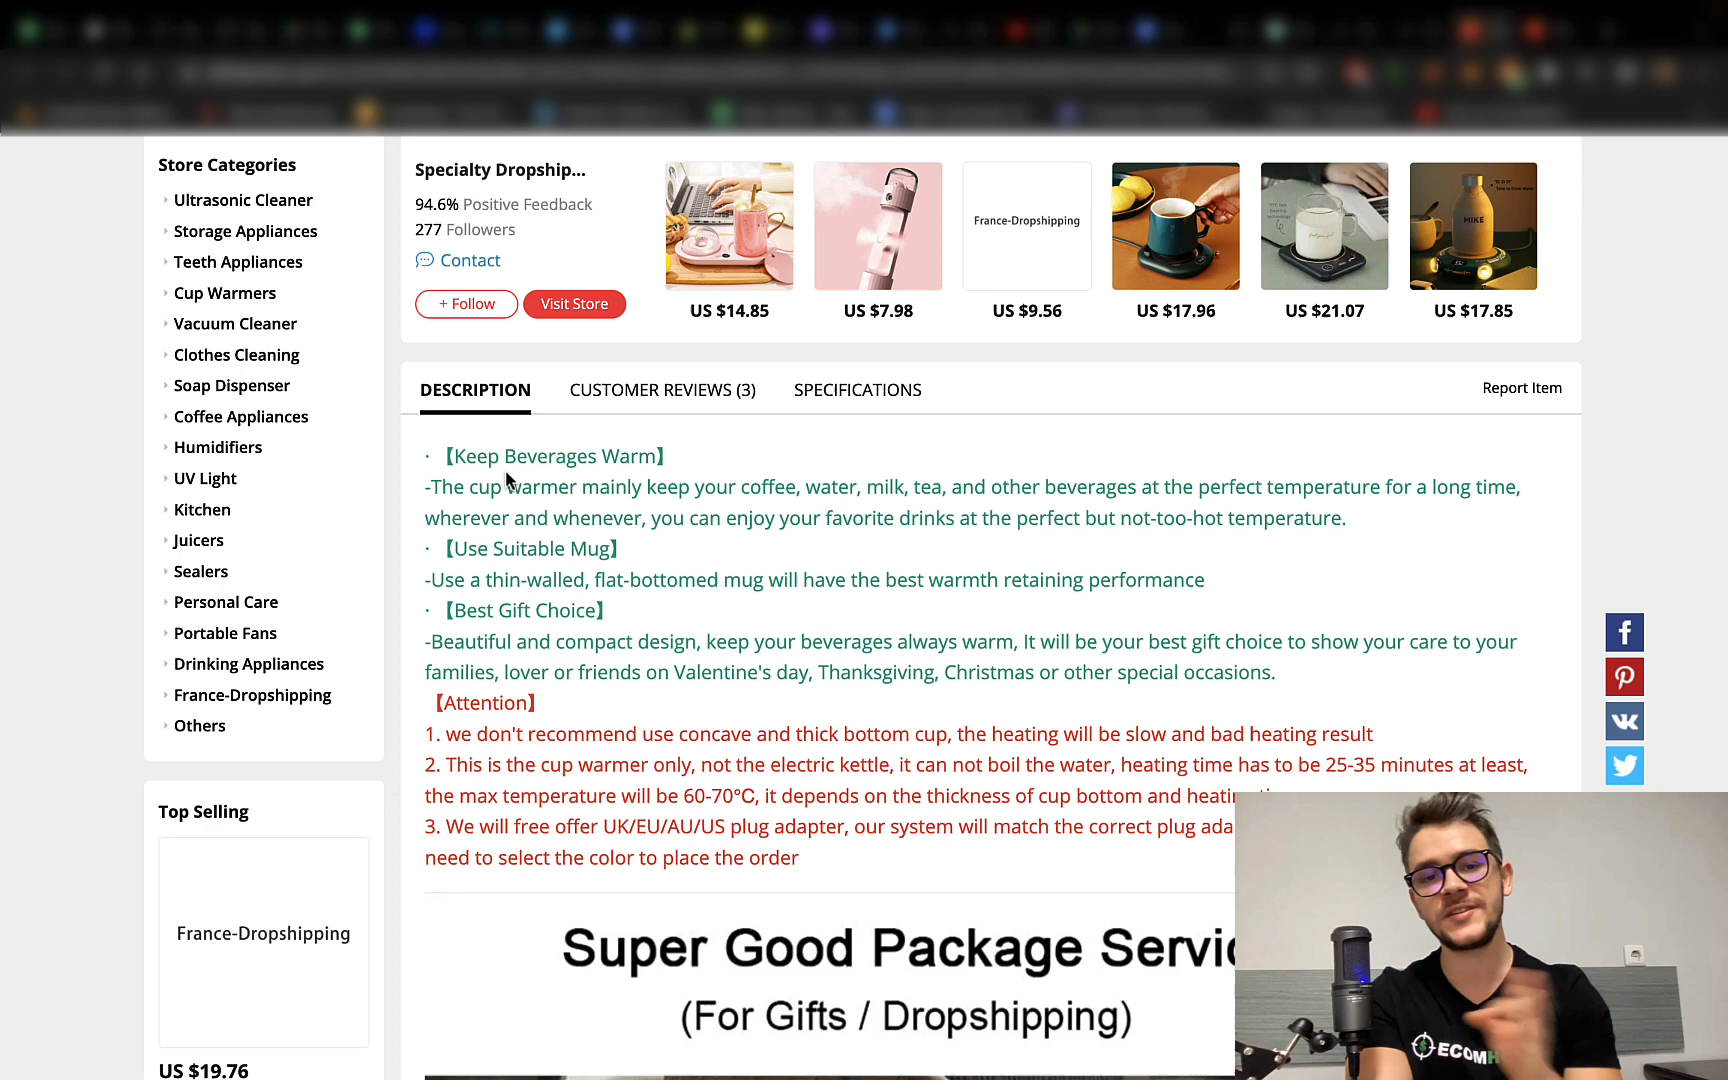 Store Categories
Ultrasonic Cleaner
Storage Appliances
Teeth Appliances
Cup Warmers
Vacuum Cleaner
Clothes Cleaning
Soap Dispenser
Coffee Appliances
Humidifiers
UV Light
Kitchen
Juicers
Sealers
Personal Care
Portable Fans
Drinking Appliances
France-Dropshipping
Others
Top Selling
France-Dropshipping
US $19.76
Specialty Dropship...
94.6% Positive Feedback
277 Followers
Contact
+ Follow
Visit Store
France-Dropshipping
MIKE
US $14.85
US $7.98
US $9.56
US $17.96
US $21.07
US $17.85
DESCRIPTION
CUSTOMER REVIEWS (3)
SPECIFICATIONS
Report Item
· 【Keep Beverages Warm】
-The cup warmer mainly keep your coffee, water, milk, tea, and other beverages at the perfect temperature for a long time,
wherever and whenever, you can enjoy your favorite drinks at the perfect but not-too-hot temperature.
· 【Use Suitable Mug】
-Use a thin-walled, flat-bottomed mug will have the best warmth retaining performance
· 【Best Gift Choice】
-Beautiful and compact design, keep your beverages always warm, It will be your best gift choice to show your care to your
families, lover or friends on Valentine's day, Thanksgiving, Christmas or other special occasions.
【Attention】
1. we don't recommend use concave and thick bottom cup, the heating will be slow and bad heating result
2. This is the cup warmer only, not the electric kettle, it can not boil the water, heating time has to be 25-35 minutes at least,
the max temperature will be 60-70℃, it depends on the thickness of cup bottom and
3. We will free offer UK/EU/AU/US plug adapter, our system will match the correct plug
need to select the color to place the order
Super Good Package
(For Gifts / Dropshipping)
ECOMH